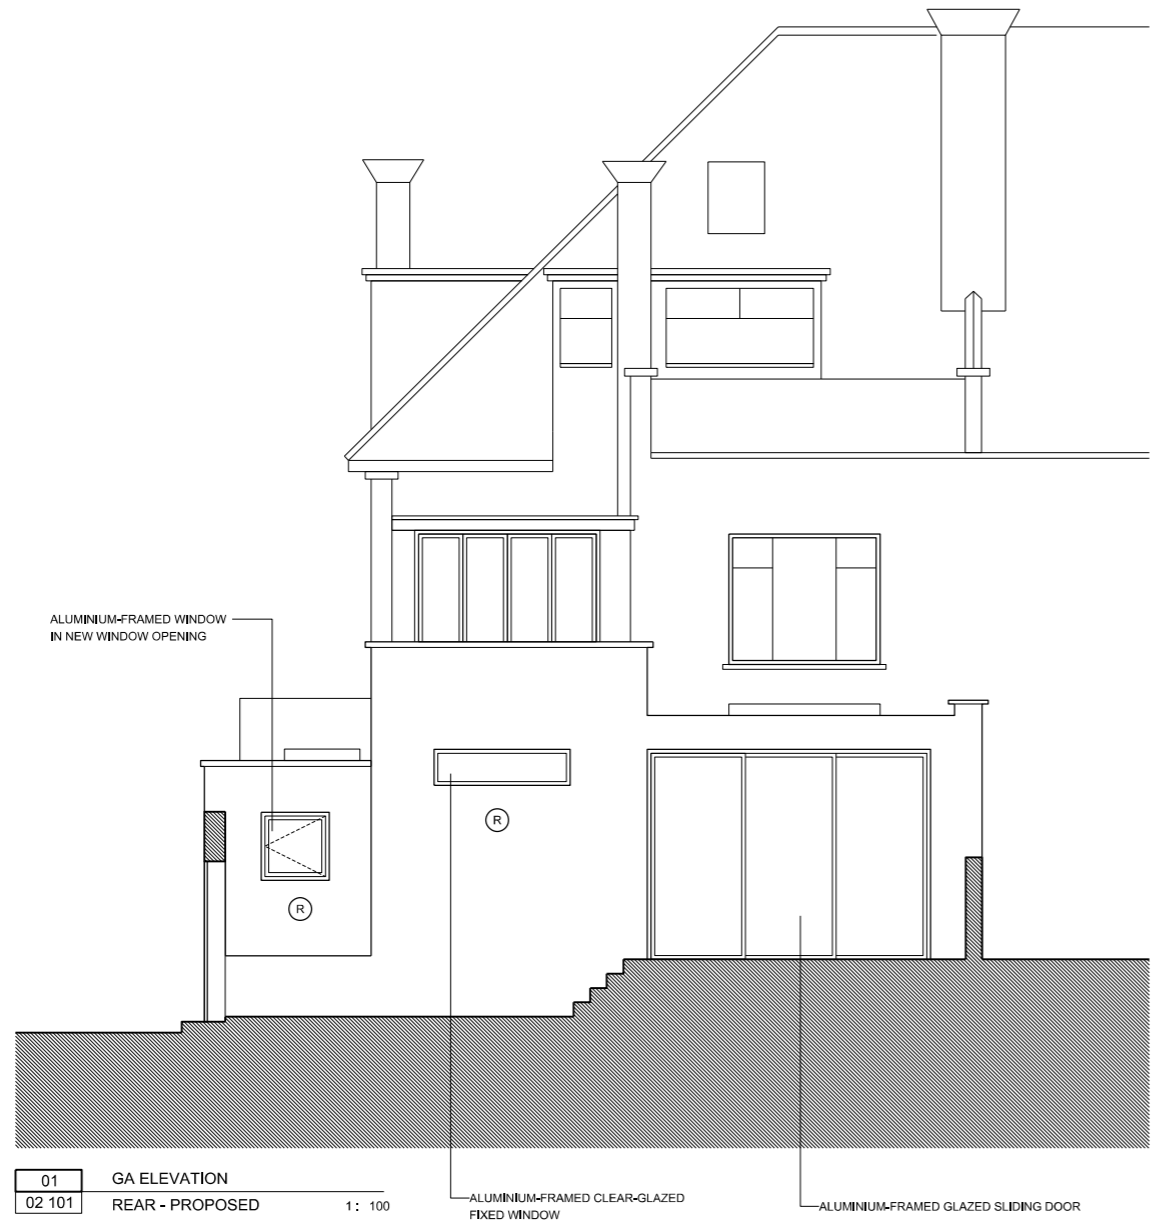 ALUMINIUM-FRAMED WINDOW
IN NEW WINDOW OPENING
R
R
01
GA ELEVATION
02 101
REAR - PROPOSED
1: 100
ALUMINIUM-FRAMED CLEAR-GLAZED
FIXED WINDOW
ALUMINIUM-FRAMED GLAZED SLIDING DOOR